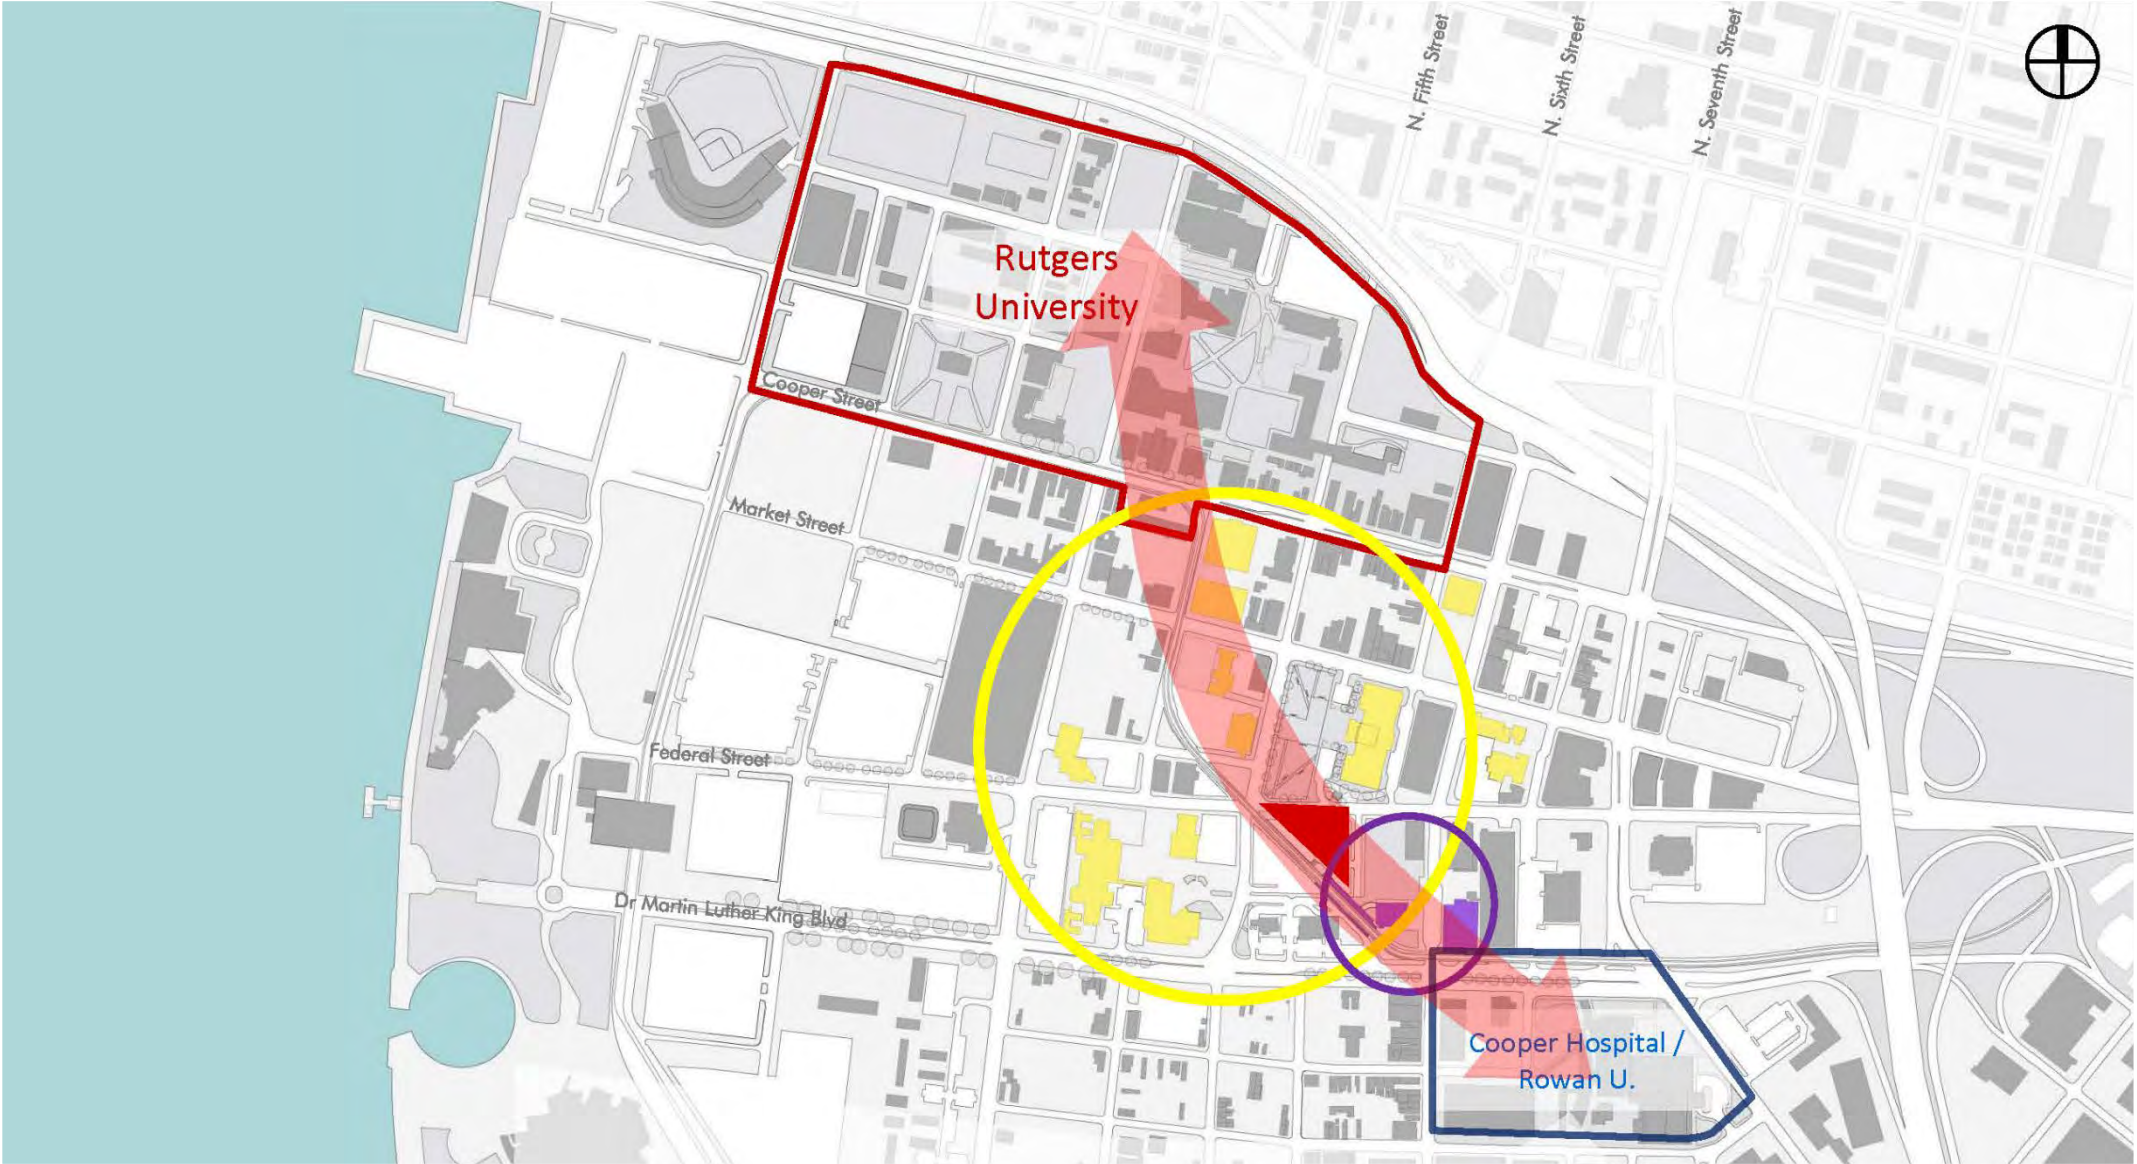 N. Fifth Street
N. Sixth Street
N. Seventh Street
Rutgers
University
Cooper Street
Market Street
Federal Street
Dr Martin Luther King Blvd
Cooper Hospital /
Rowan U.